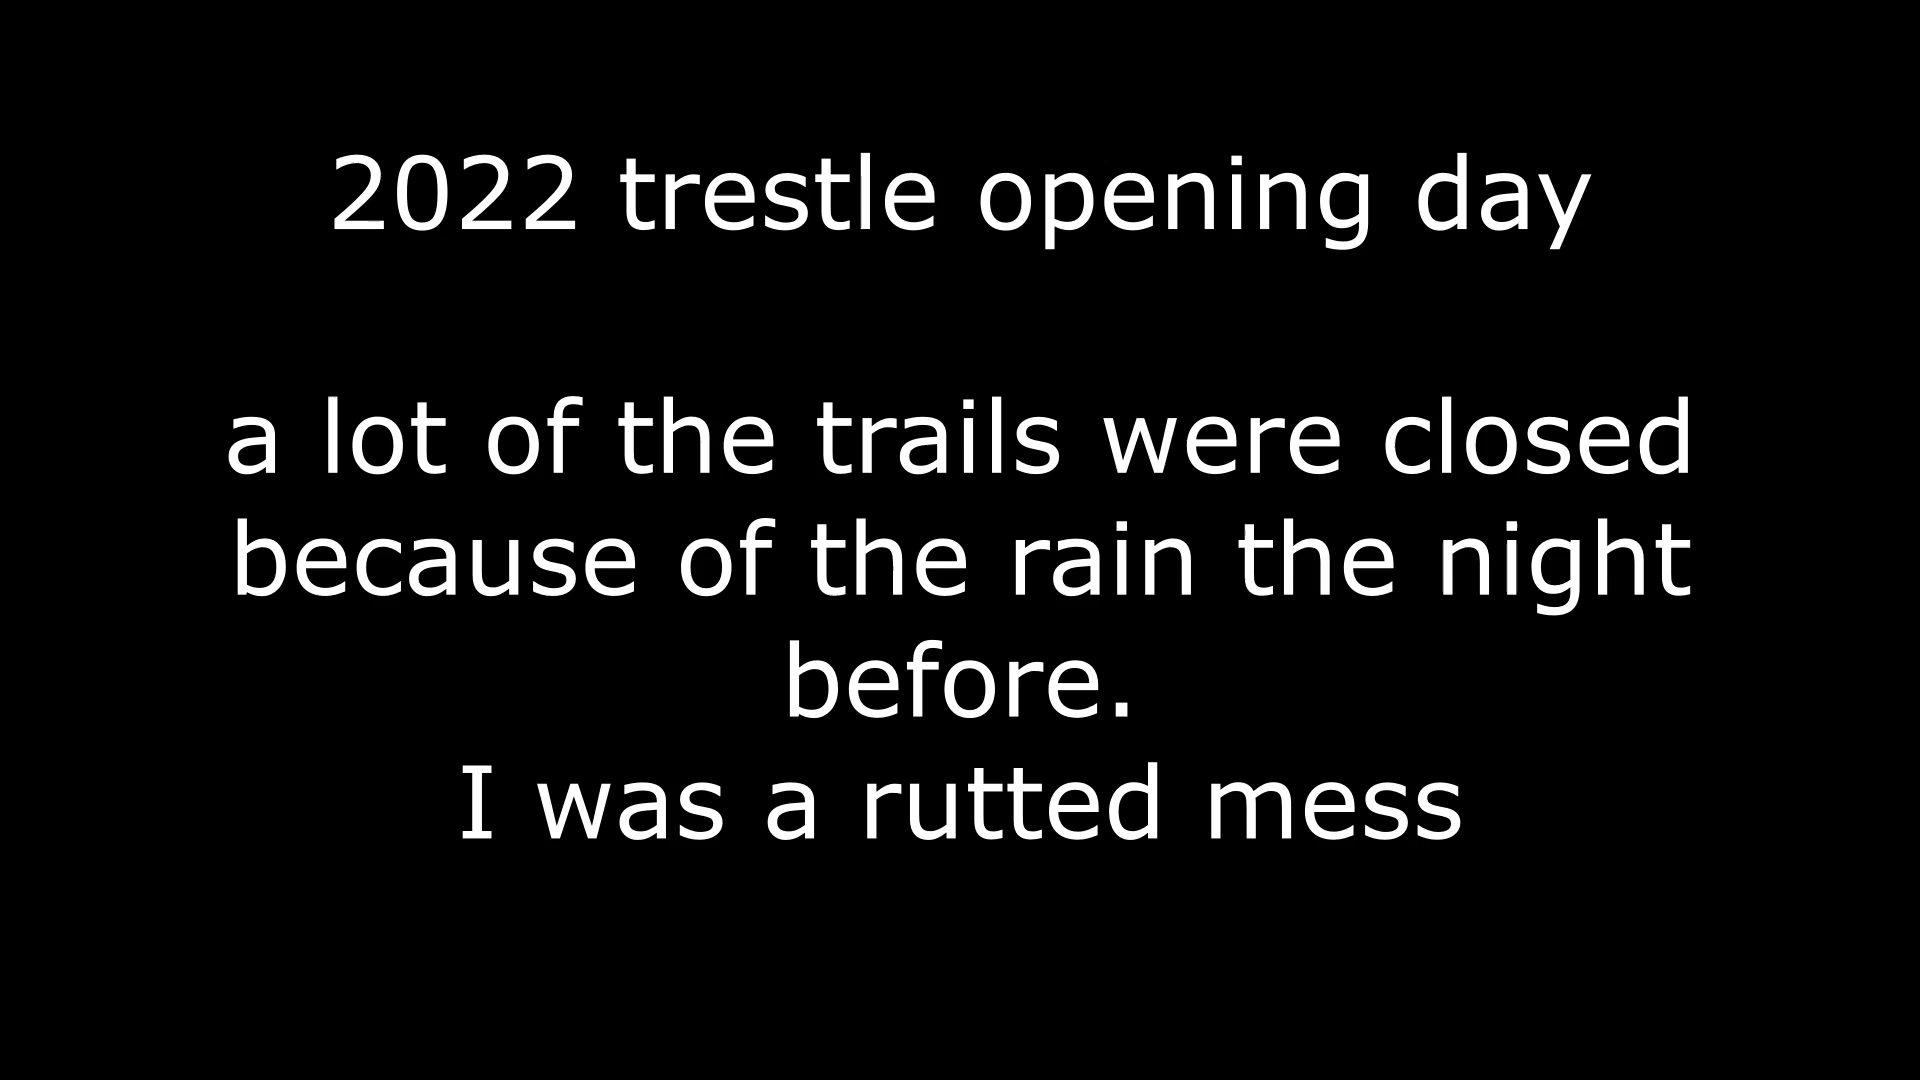 2022 trestle opening day
a lot of the trails were closed
because of the rain the night
before.
I was a rutted mess